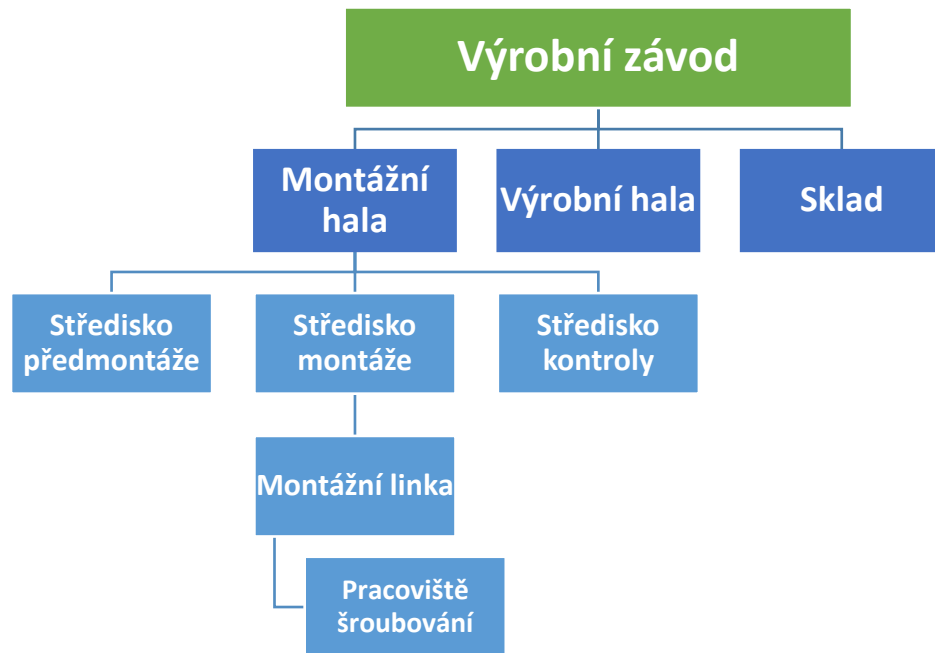 Výrobní závod
Montážní
hala
Výrobní hala
Sklad
Středisko
předmontáže
Středisko
montáže
Středisko
kontroly
Montážní linka
Pracoviště
šroubování